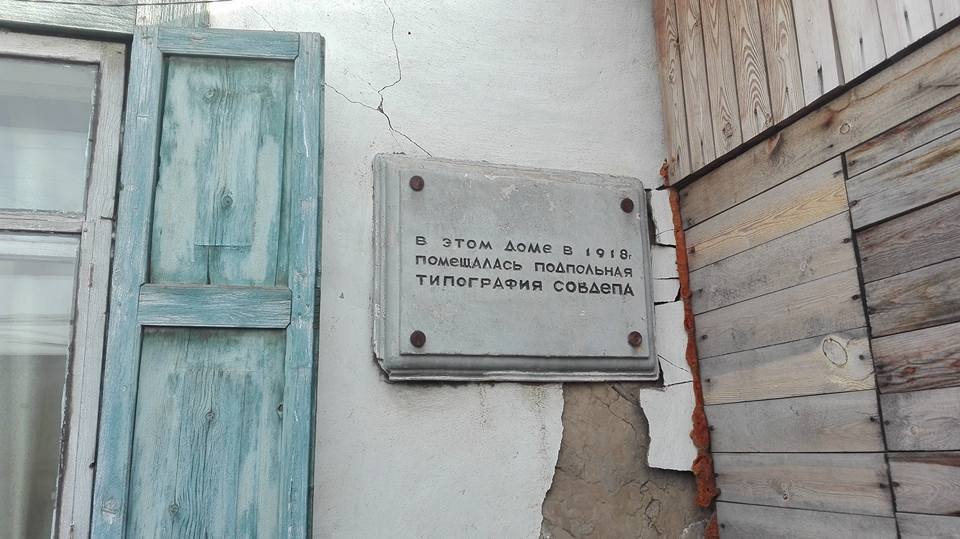 В ЭТОМ ДОМЕ В 1918г
ПОМЕЩАЛАСЬ ПОДПОЛЬНАЯ
ТИПОГРАФИЯ СОВДЕПА